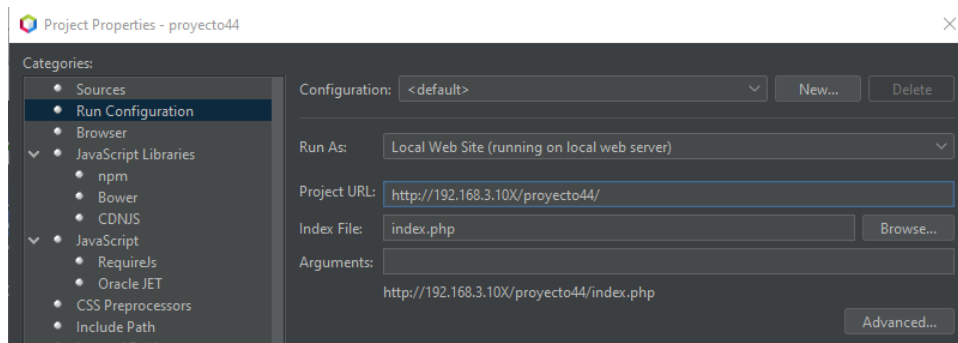 Project Properties - proyecto44
Categories:
Sources
Run Configuration
Browser
JavaScript Libraries
npm
Bower
CDNJS
JavaScript
RequireJs
Oracle JET
CSS Preprocessors
Include Path
Configuration: <default> New... Delete
Run As: Local Web Site (running on local web server)
Project URL: http://192.168.3.10X/proyecto44/
Index File: index.php Browse...
Arguments:
http://192.168.3.10X/proyecto44/index.php
Advanced...